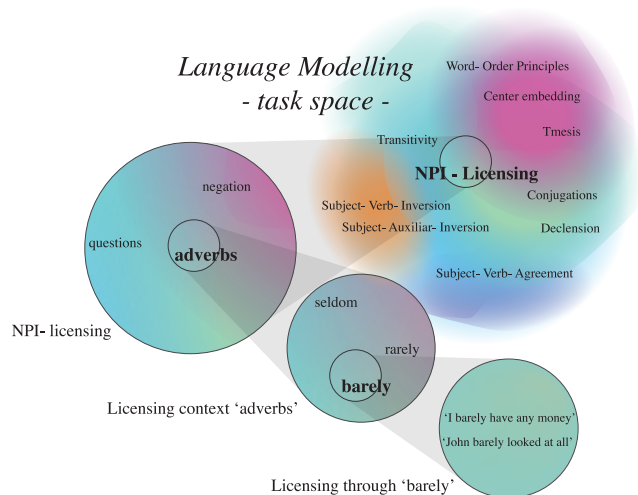 Language Modelling
- task space -
Word- Order Principles
Center embedding
Tmesis
Transitivity
NPI - Licensing
Conjugations
Subject- Verb- Inversion
Subject- Auxiliar- Inversion
Declension
Subject- Verb- Agreement
negation
questions
adverbs
NPI- licensing
seldom
rarely
barely
Licensing context ‘adverbs’
‘I barely have any money’
‘John barely looked at all’
Licensing through ‘barely’